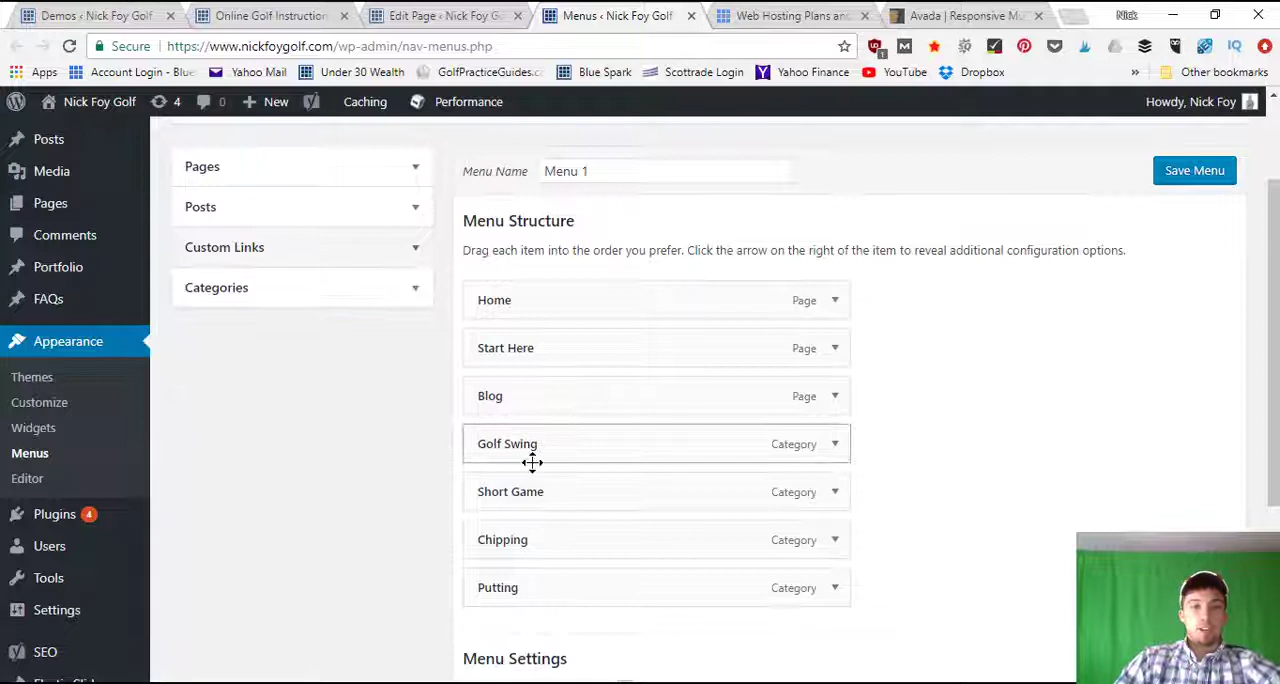 Demos ‹ Nick Foy Golf
Online Golf Instruction
Edit Page ‹ Nick Foy Go
Menus ‹ Nick Foy Golf
Web Hosting Plans and
Avada | Responsive Mu
Nick
Secure
https://www.nickfoygolf.com/wp-admin/nav-menus.php
1
IQ
Apps
Account Login - Blue
Yahoo Mail
Under 30 Wealth
GolfPracticeGuides.c
Blue Spark
Scottrade Login
Yahoo Finance
YouTube
Dropbox
»
Other bookmarks
Nick Foy Golf
4
0
New
Caching
Performance
Howdy, Nick Foy
Posts
Media
Pages
Comments
Portfolio
FAQs
Appearance
Themes
Customize
Widgets
Menus
Editor
Plugins 4
Users
Tools
Settings
SEO
Pages
Posts
Custom Links
Categories
Menu Name
Menu 1
Save Menu
Menu Structure
Drag each item into the order you prefer. Click the arrow on the right of the item to reveal additional configuration options.
Home Page
Start Here Page
Blog Page
Golf Swing Category
Short Game Category
Chipping Category
Putting Category
Menu Settings